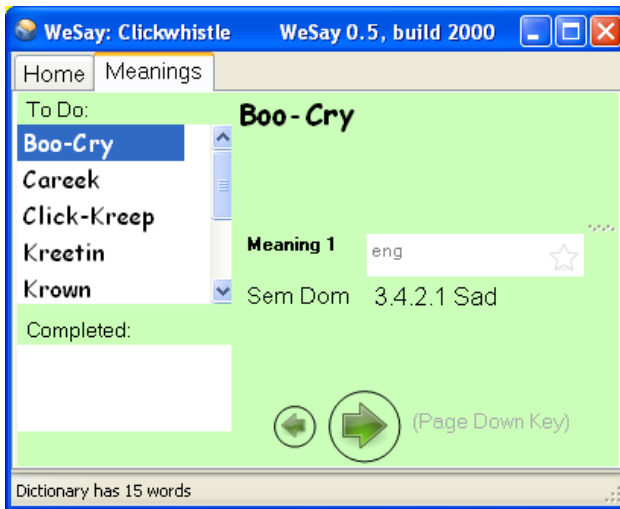 WeSay: Clickwhistle WeSay 0.5, build 2000
Home Meanings
To Do:
Boo-Cry
Careek
Click-Kreep
Kreetin
Krown
Completed:
Boo-Cry
Meaning 1 eng
Sem Dom 3.4.2.1 Sad
(Page Down Key)
Dictionary has 15 words